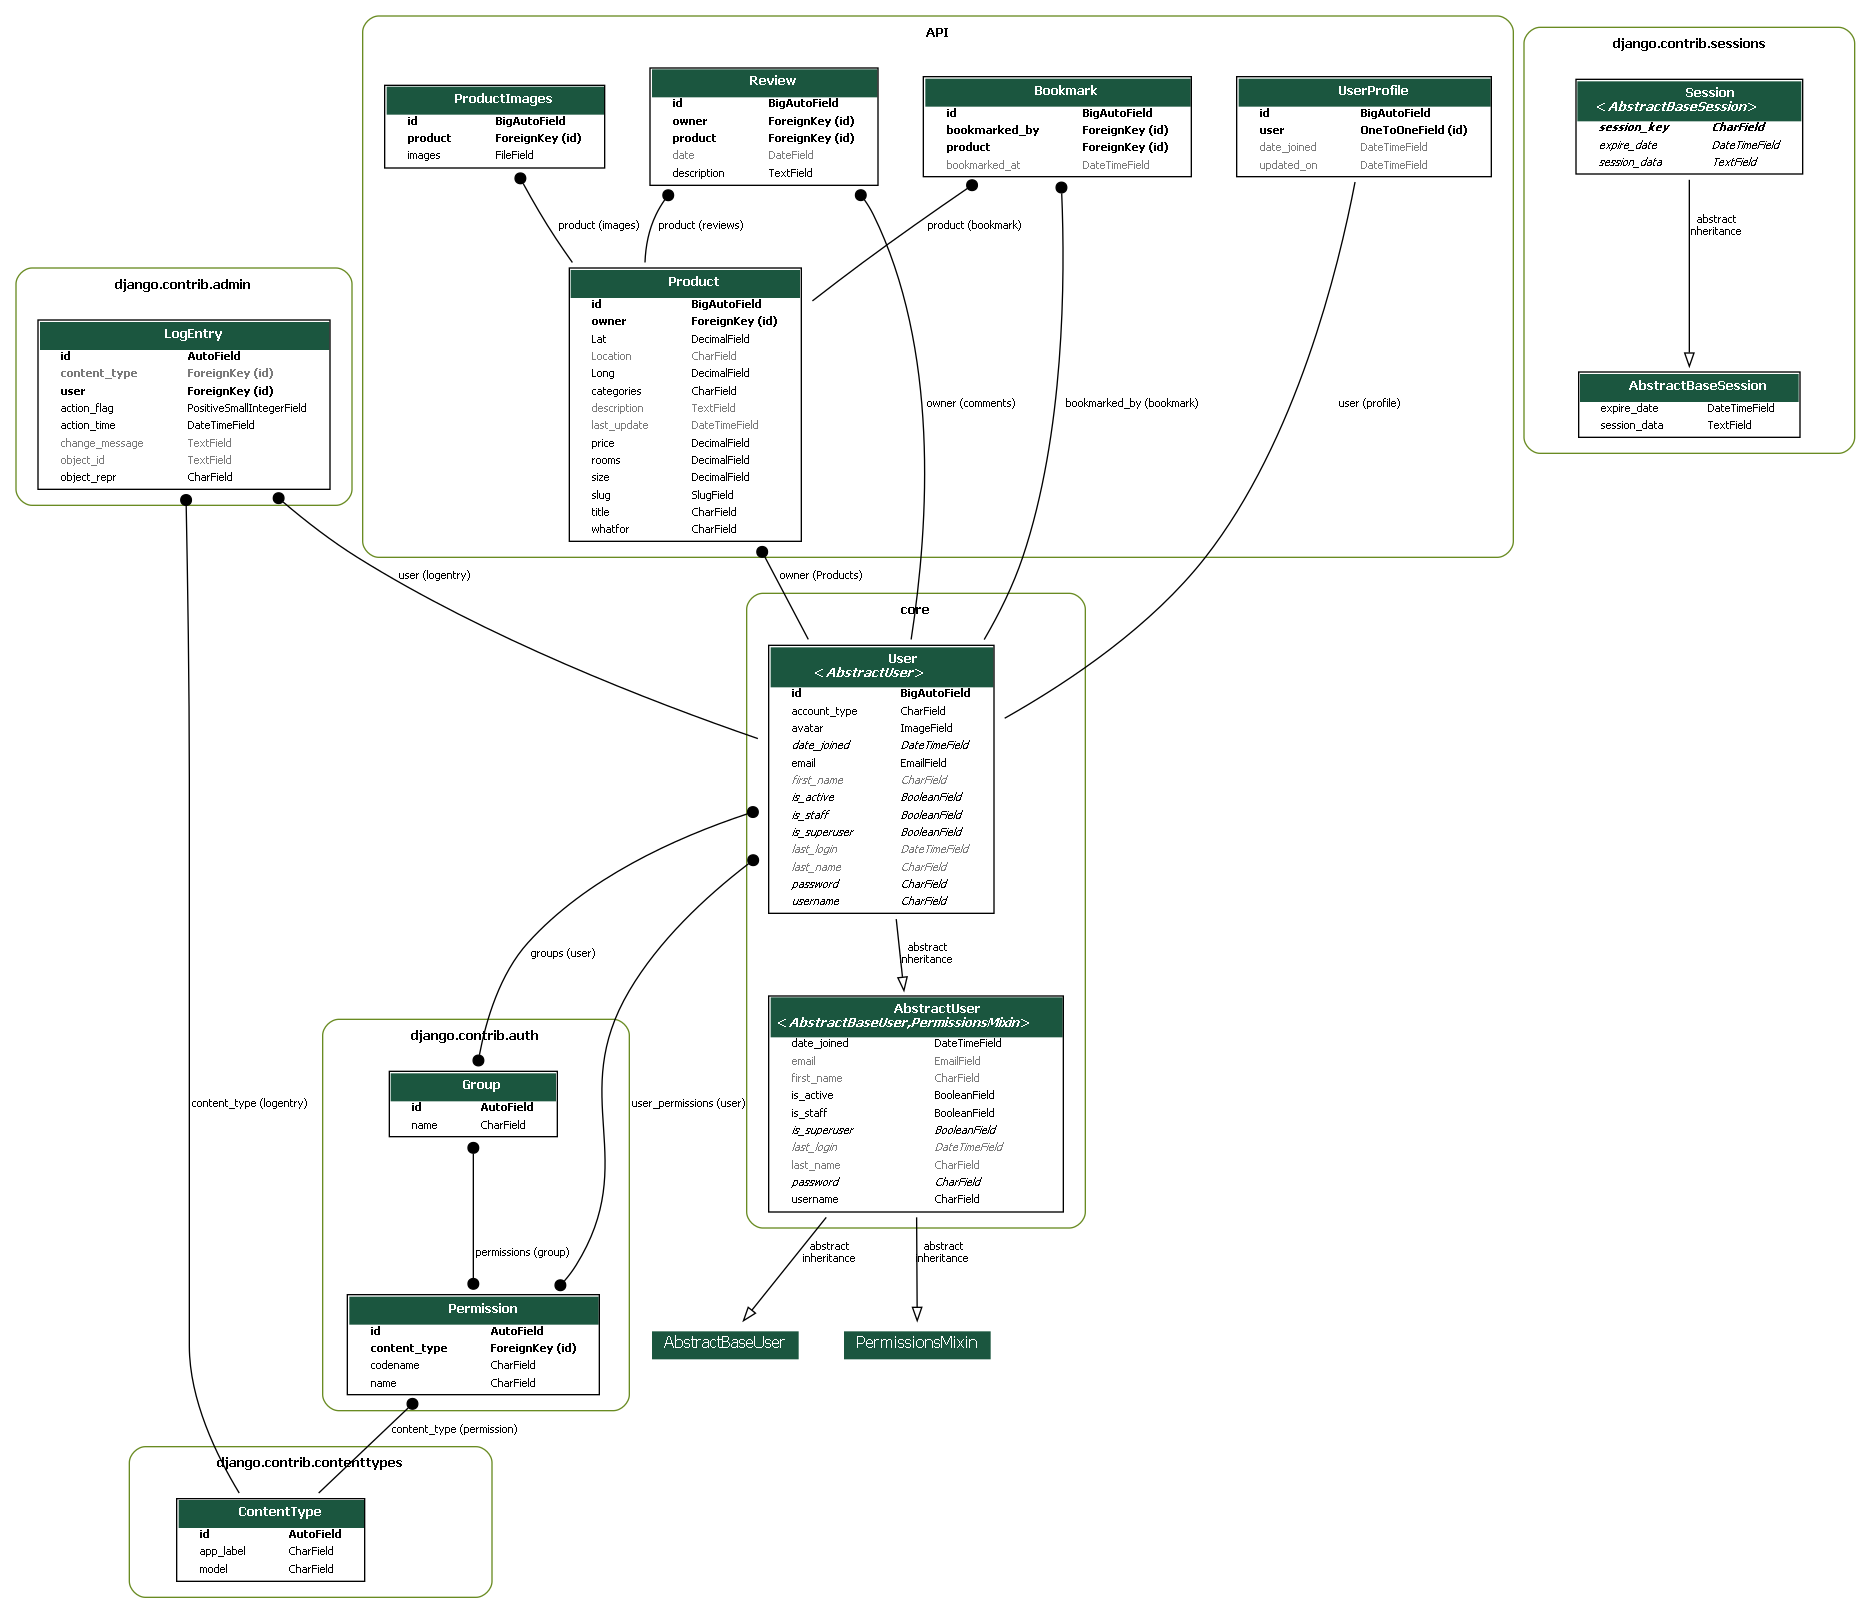 API
ProductImages
id BigAutoField
product ForeignKey (id)
images FileField
Review
id BigAutoField
owner ForeignKey (id)
product ForeignKey (id)
date DateField
description TextField
Bookmark
id BigAutoField
bookmarked_by ForeignKey (id)
product ForeignKey (id)
bookmarked_at DateTimeField
UserProfile
id BigAutoField
user OneToOneField (id)
date_joined DateTimeField
updated_on DateTimeField
django.contrib.sessions
Session
<AbstractBaseSession>
session_key CharField
expire_date DateTimeField
session_data TextField
abstract
nheritance
AbstractBaseSession
expire_date DateTimeField
session_data TextField
product (images)
product (reviews)
product (bookmark)
django.contrib.admin
LogEntry
id AutoField
content_type ForeignKey (id)
user ForeignKey (id)
action_flag PositiveSmallIntegerField
action_time DateTimeField
change_message TextField
object_id TextField
object_repr CharField
Product
id BigAutoField
owner ForeignKey (id)
Lat DecimalField
Location CharField
Long DecimalField
categories CharField
description TextField
last_update DateTimeField
price DecimalField
rooms DecimalField
size DecimalField
slug SlugField
title CharField
whatfor CharField
owner (comments)
bookmarked_by (bookmark)
user (profile)
user (logentry)
owner (Products)
core
User
<AbstractUser>
id BigAutoField
account_type CharField
avatar ImageField
date_joined DateTimeField
email EmailField
first_name CharField
is_active BooleanField
is_staff BooleanField
is_superuser BooleanField
last_login DateTimeField
last_name CharField
password CharField
username CharField
groups (user)
abstract
nheritance
AbstractUser
<AbstractBaseUser,PermissionsMixin>
date_joined DateTimeField
email EmailField
first_name CharField
is_active BooleanField
is_staff BooleanField
is_superuser BooleanField
last_login DateTimeField
last_name CharField
password CharField
username CharField
django.contrib.auth
Group
id AutoField
name CharField
content_type (logentry)
user_permissions (user)
permissions (group)
abstract
inheritance
abstract
nheritance
Permission
id AutoField
content_type ForeignKey (id)
codename CharField
name CharField
AbstractBaseUser
PermissionsMixin
content_type (permission)
django.contrib.contenttypes
ContentType
id AutoField
app_label CharField
model CharField